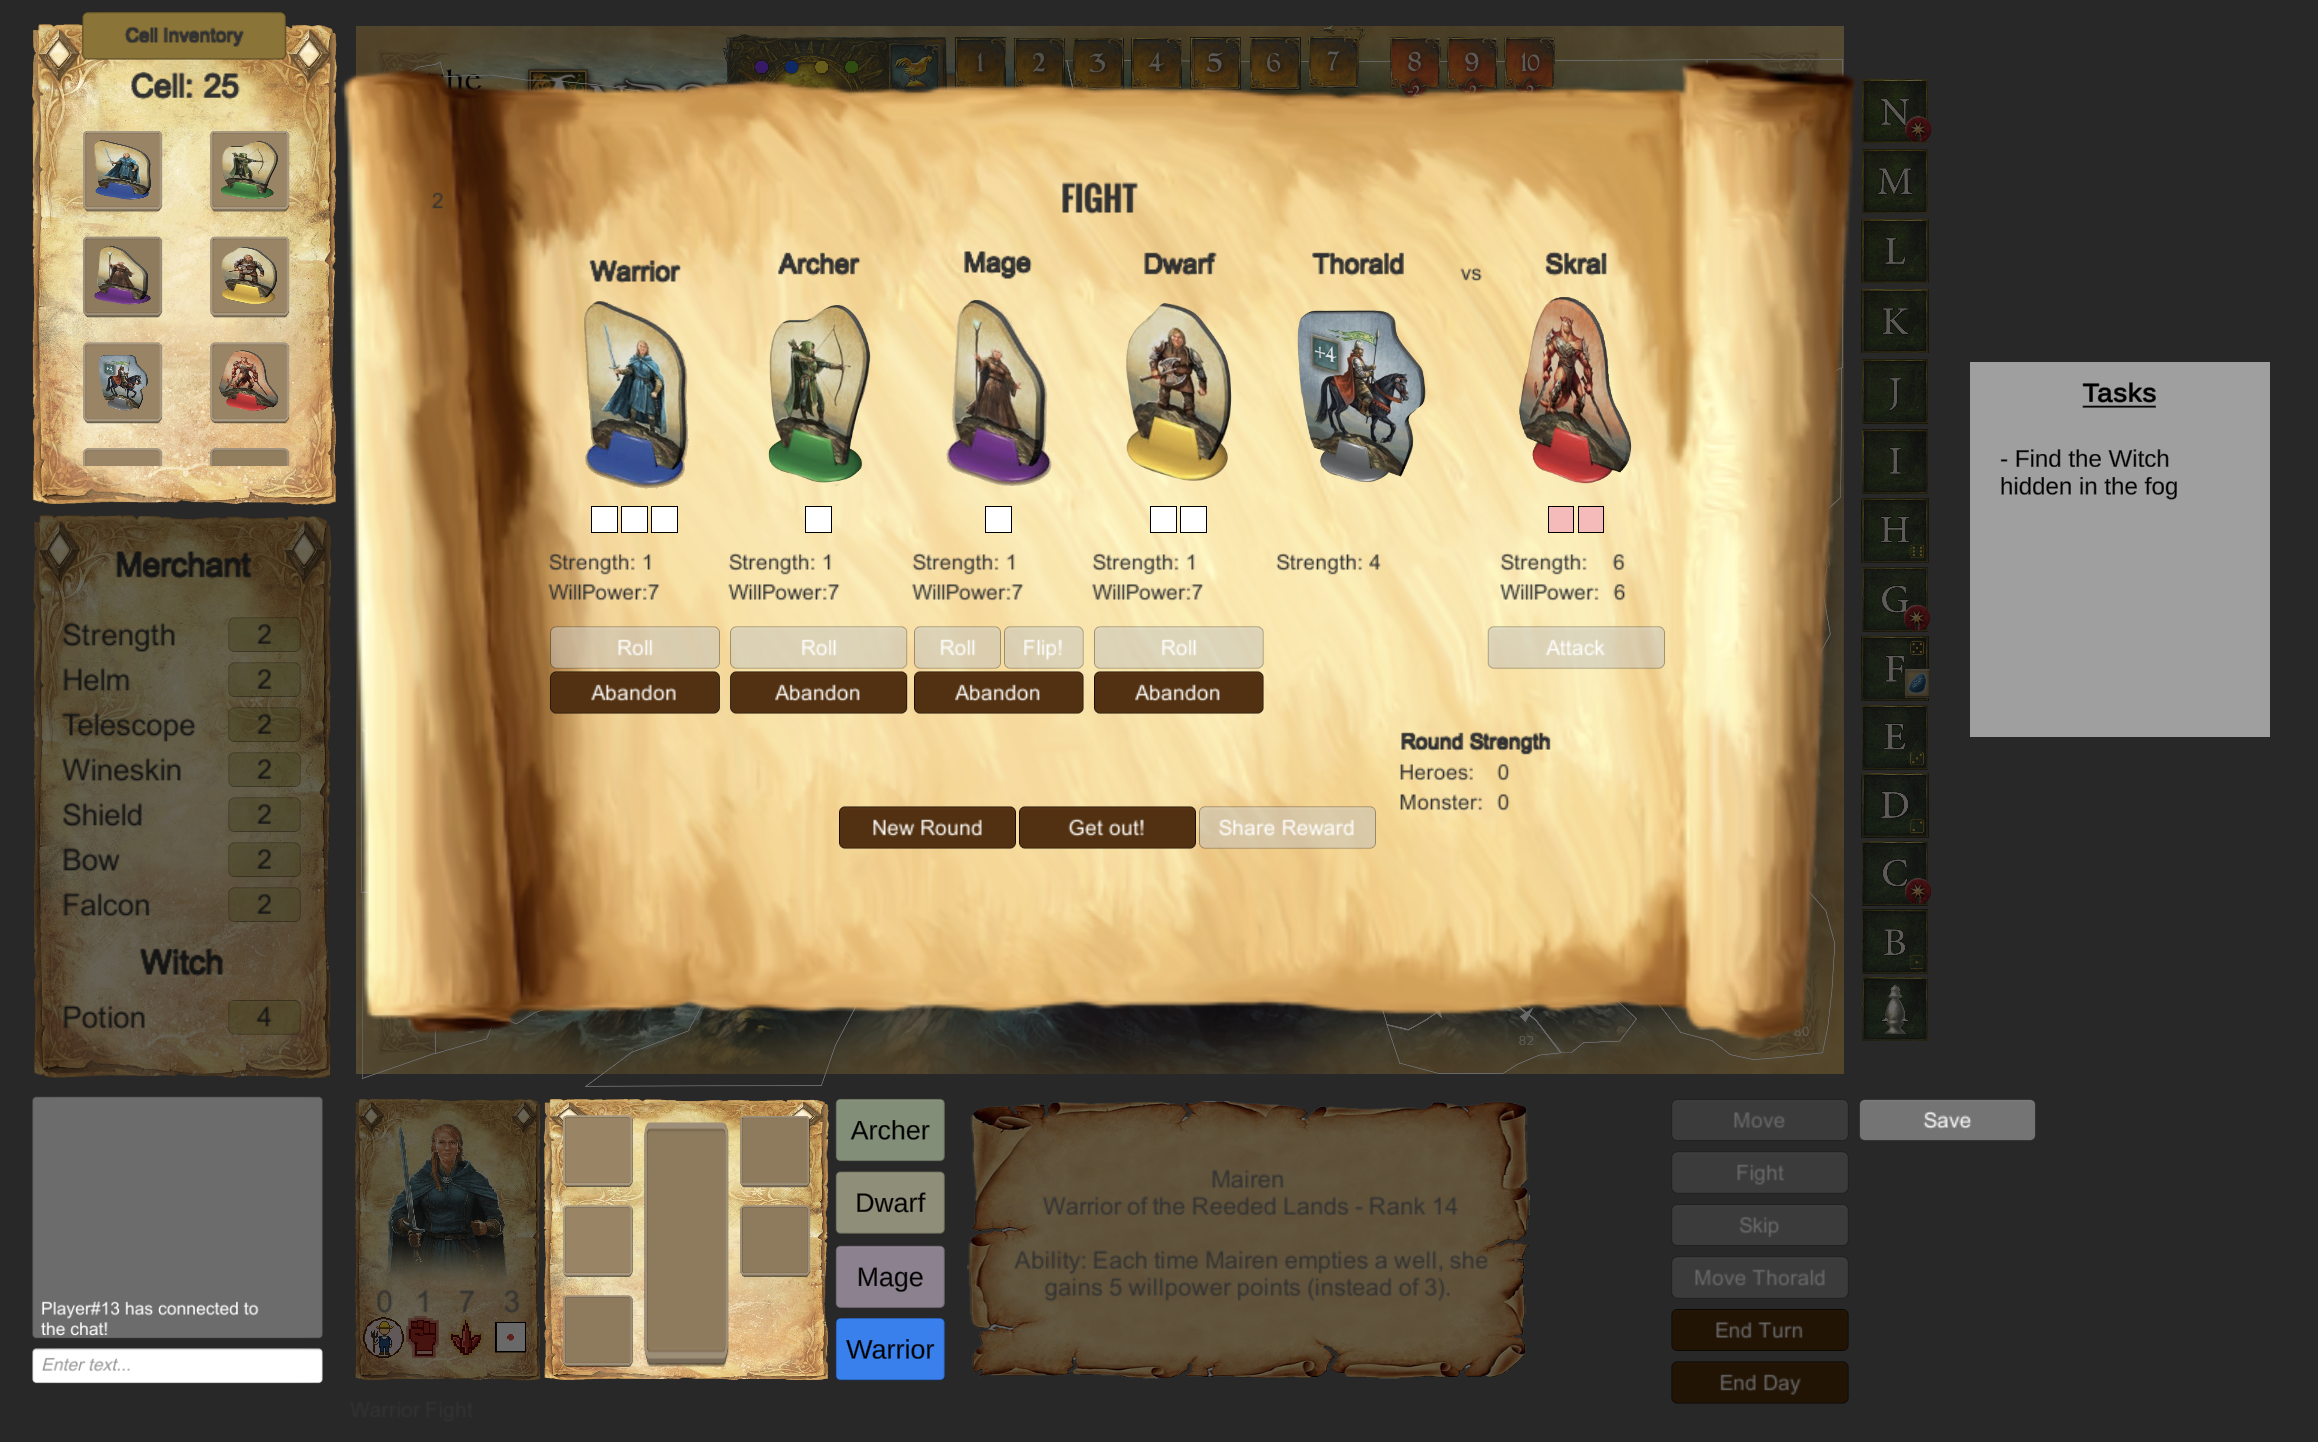 Cell Inventory
Cell: 25
he
1 2 3 4 5 6 7 8 9 10
2
FIGHT
Warrior Archer Mage Dwarf Thorald vs Skral
+4
Strength: 1 Strength: 1 Strength: 1 Strength: 1 Strength: 4 Strength: 6
WillPower:7 WillPower:7 WillPower:7 WillPower:7 WillPower: 6
Roll Roll Roll Flip! Roll Attack
Abandon Abandon Abandon Abandon
Round Strength
Heroes: 0
Monster: 0
New Round Get out! Share Reward
82
80
N
M
L
K
J
I
H
G
F
E
D
C
B
Tasks
- Find the Witch
hidden in the fog
Merchant
Strength 2
Helm 2
Telescope 2
Wineskin 2
Shield 2
Bow 2
Falcon 2
Witch
Potion 4
Player#13 has connected to
the chat!
Enter text...
0 1 7 3
Warrior Fight
Archer
Dwarf
Mage
Warrior
Mairen
Warrior of the Reeded Lands - Rank 14
Ability: Each time Mairen empties a well, she
gains 5 willpower points (instead of 3).
Move
Fight
Skip
Move Thorald
End Turn
End Day
Save